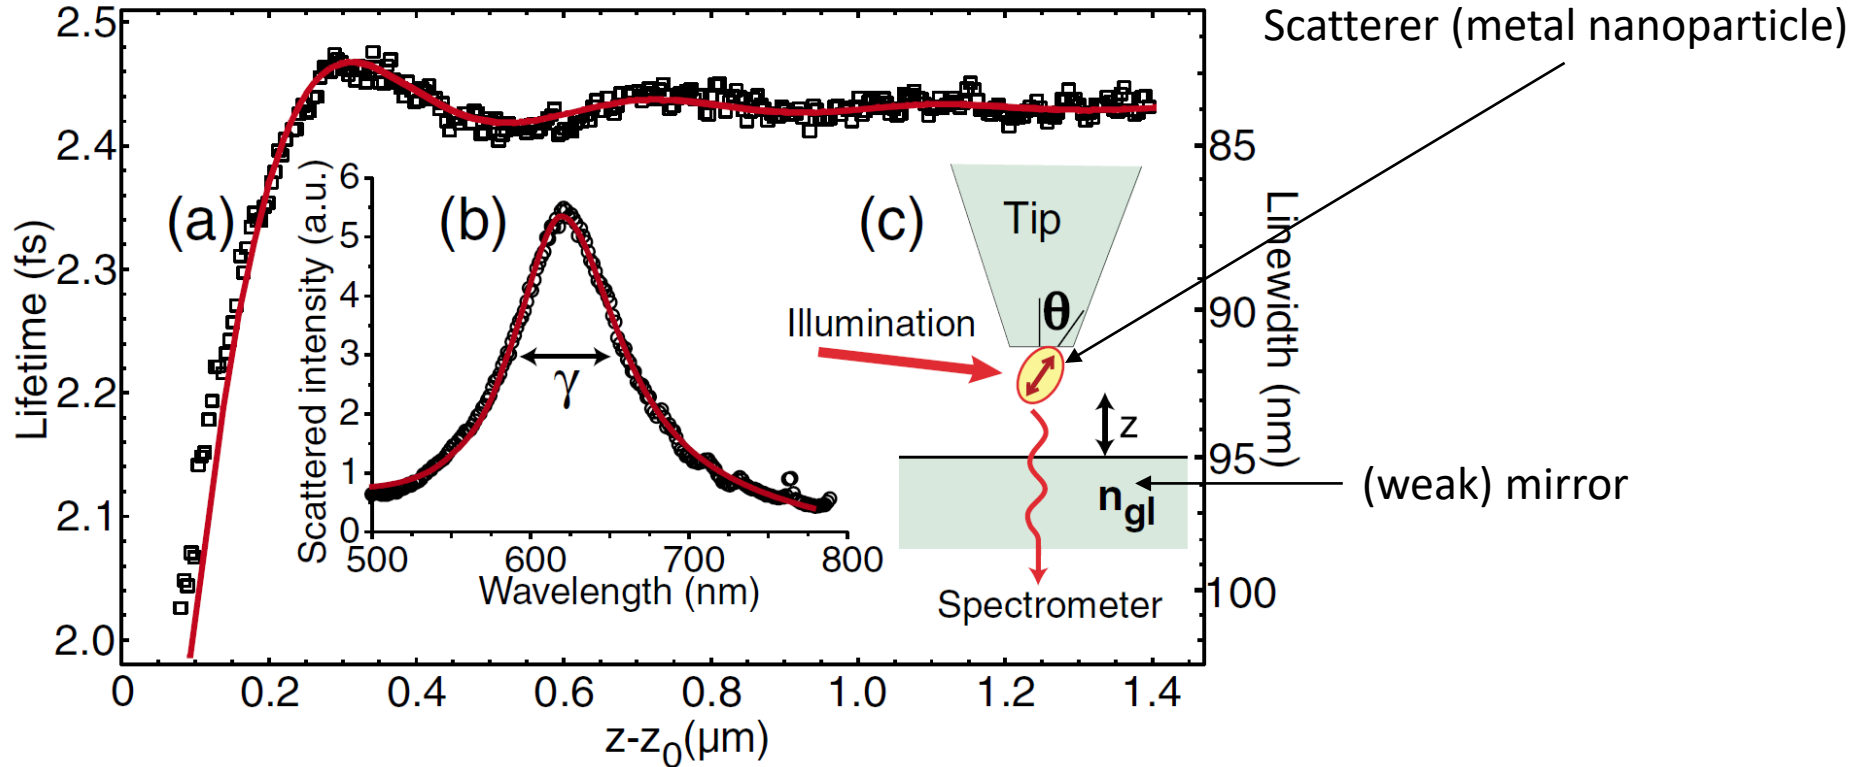 Scatterer (metal nanoparticle)
2.5
2.4
2.3
2.2
2.1
2.0
Lifetime (fs)
0 0.2 0.4 0.6 0.8 1.0 1.2 1.4
z-z0(μm)
85
90
95
100
Linewidth (nm)
(a)
(b)
6
5
4
3
2
1
0
Scattered intensity (a.u.)
γ
500 600 700 800
Wavelength (nm)
(c)
Tip
θ
Illumination
z
ngl
Spectrometer
(weak) mirror